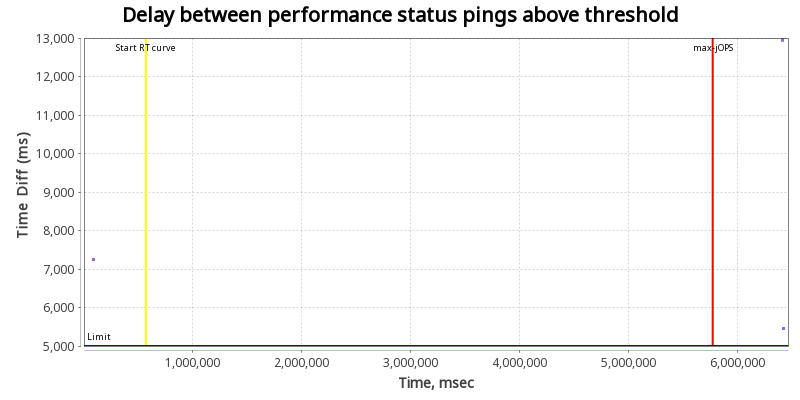 Delay between performance status pings above threshold
Time Diff (ms)
13,000
12,000
11,000
10,000
9,000
8,000
7,000
6,000
5,000
Start RT curve
max-jOPS
Limit
1,000,000
2,000,000
3,000,000
4,000,000
5,000,000
6,000,000
Time, msec